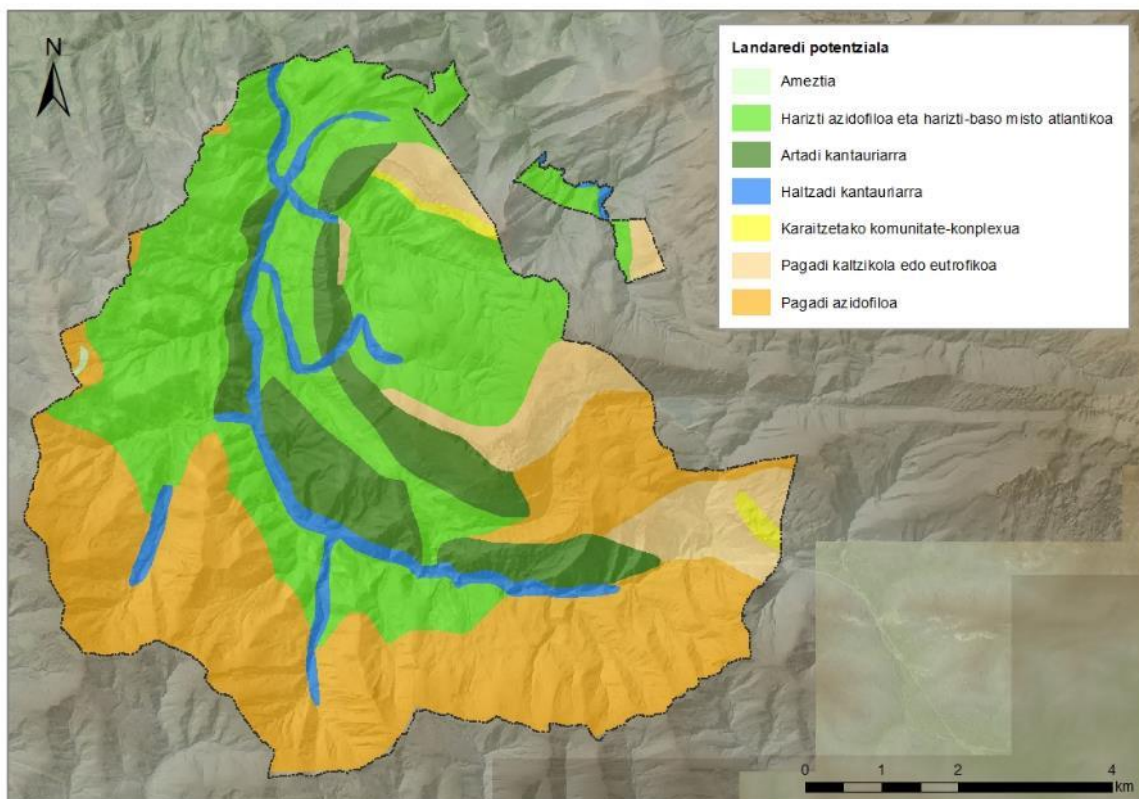 N
Landaredi potentziala
Ameztia
Harizti azidofiloa eta harizti-baso misto atlantikoa
Artadi kantauriarra
Haltzadi kantauriarra
Karaitzetako komunitate-konplexua
Pagadi kaltzikola edo eutrofikoa
Pagadi azidofiloa
0 1 2 4
km